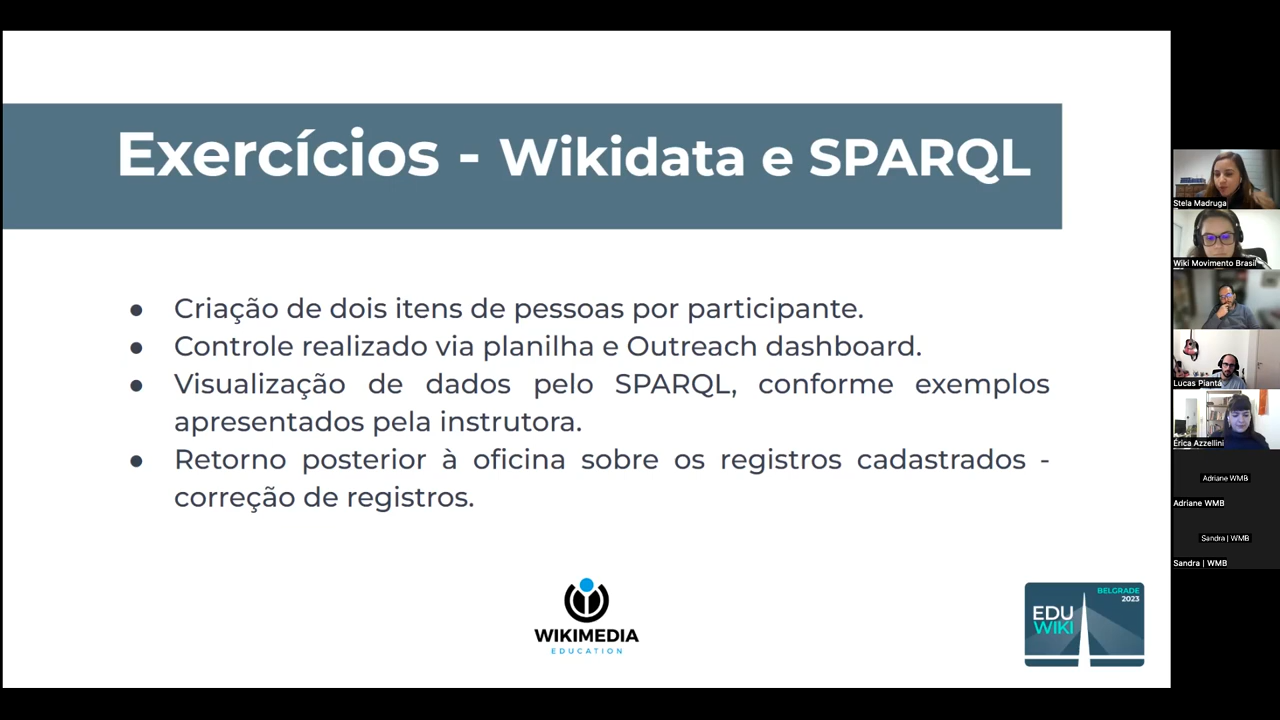 Exercícios - Wikidata e SPARQL
● Criação de dois itens de pessoas por participante.
● Controle realizado via planilha e Outreach dashboard.
● Visualização de dados pelo SPARQL, conforme exemplos
apresentados pela instrutora.
● Retorno posterior à oficina sobre os registros cadastrados -
correção de registros.
WIKIMEDIA
EDUCATION
BELGRADE
2023
EDU
WIKI
Stela Madruga
Wiki Movimento Brasil
Lucas Piantá
Érica Azzellini
Adriane WMB
Adriane WMB
Sandra | WMB
Sandra | WMB